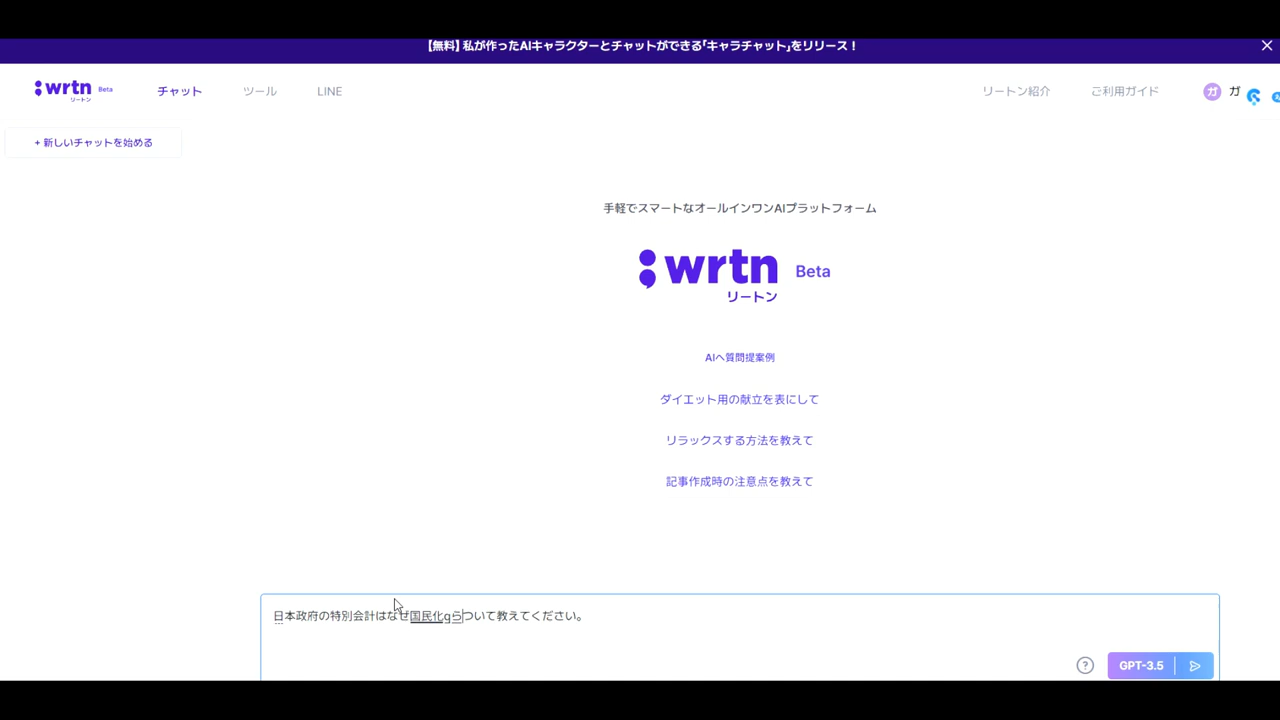 【無料】私が作ったAIキャラクターとチャットができる｢キャラチャット｣をリリース！
wrtn Beta
リートン
チャット ツール LINE リートン紹介 ご利用ガイド ガ ガ
+ 新しいチャットを始める
手軽でスマートなオールインワンAIプラットフォーム
wrtn Beta
リートン
AIへ質問提案例
ダイエット用の献立を表にして
リラックスする方法を教えて
記事作成時の注意点を教えて
日本政府の特別会計はなぜ国民化gらついて教えてください。
? GPT-3.5